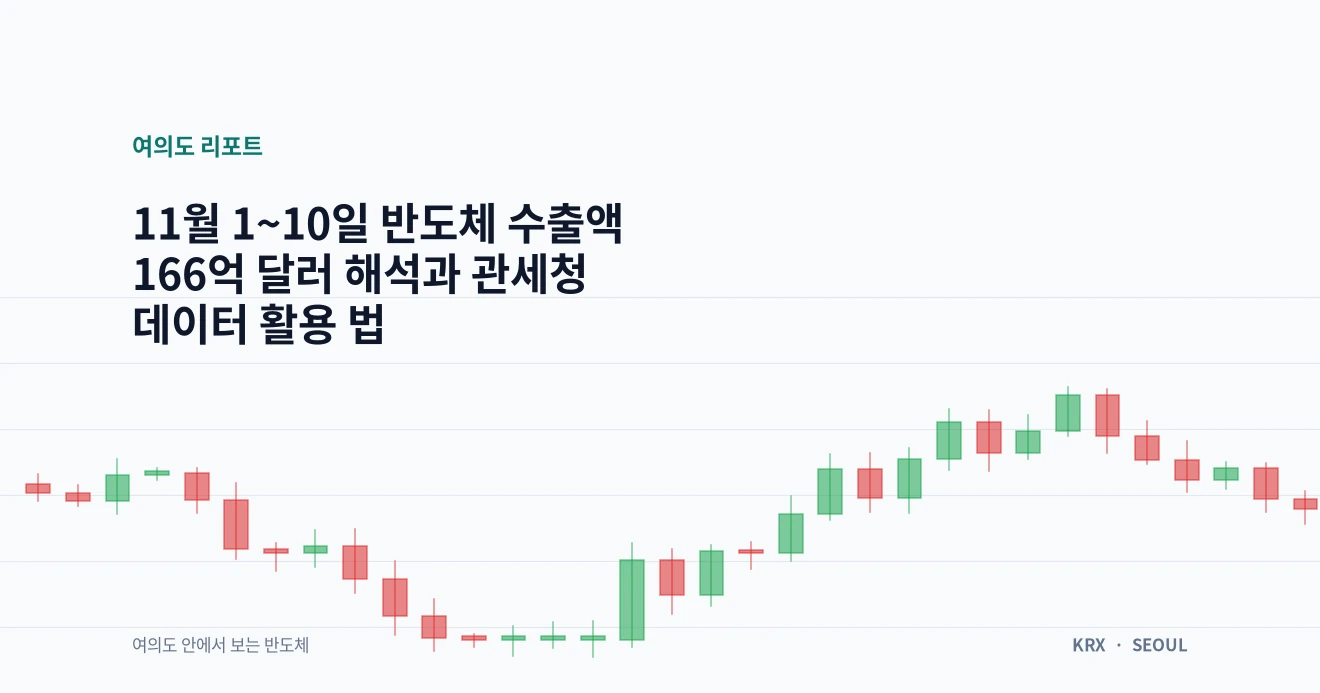 여의도 리포트
11월 1~10일 반도체 수출액
166억 달러 해석과 관세청
데이터 활용 법
여의도 안에서 보는 반도체
KRX · SEOUL